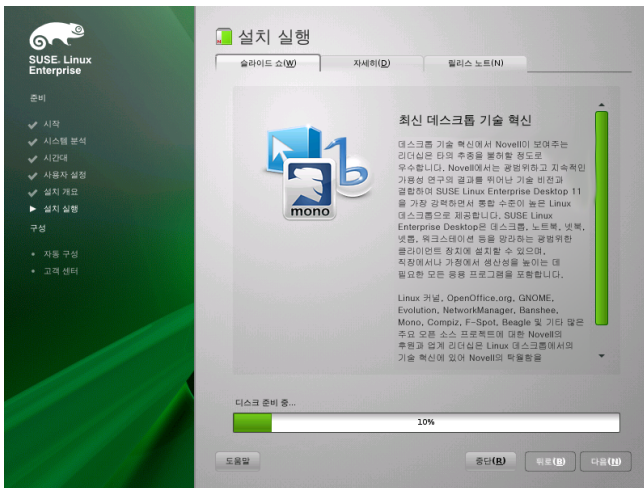 SUSE. Linux
Enterprise
준비
시작
시스템 분석
시간대
사용자 설정
설치 개요
설치 실행
구성
자동 구성
고객 센터
설치 실행
슬라이드 쇼(W)
자세히(D)
릴리스 노트(N)
mono
최신 데스크톱 기술 혁신
데스크톱 기술 혁신에서 Novell이 보여주는
리더십은 타의 추종을 불허할 정도로
우수합니다. Novell에서는 광범위하고 지속적인
가용성 연구의 결과를 뛰어난 기술 비전과
결합하여 SUSE Linux Enterprise Desktop 11
을 가장 강력하면서 통합 수준이 높은 Linux
데스크톱으로 제공합니다. SUSE Linux
Enterprise Desktop은 데스크톱, 노트북, 넷북,
넷톱, 워크스테이션 등을 망라하는 광범위한
클라이언트 장치에 설치할 수 있으며,
직장에서나 가정에서 생산성을 높이는 데
필요한 모든 응용 프로그램을 포함합니다.
Linux 커널, OpenOffice.org, GNOME,
Evolution, NetworkManager, Banshee,
Mono, Compiz, F-Spot, Beagle 및 기타 많은
주요 오픈 소스 프로젝트에 대한 Novell의
후원과 업계 리더십은 Linux 데스크톱에서의
기술 혁신에 있어 Novell의 탁월함을
디스크 준비 중...
10%
도움말
중단(R)
뒤로(B)
다음(N)